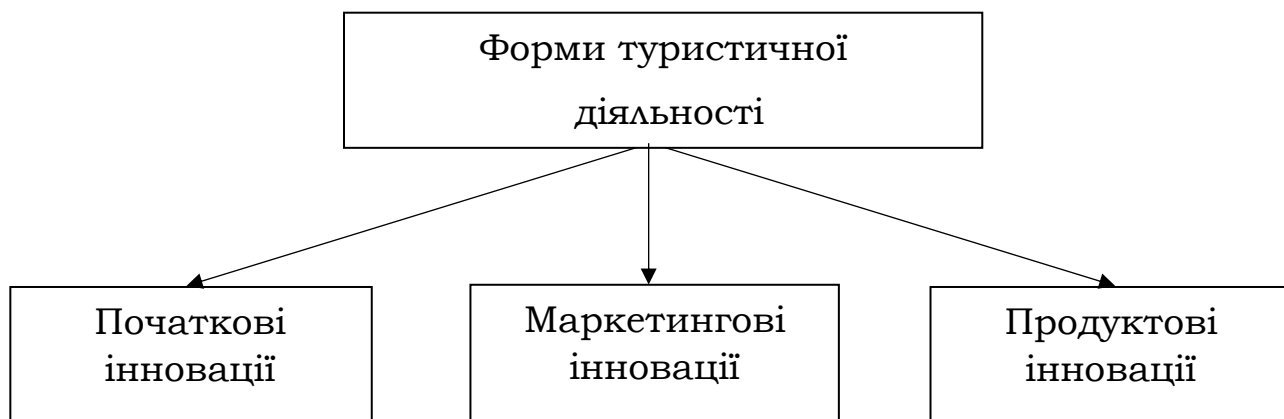 Форми туристичної
діяльності
Початкові
інновації
Маркетингові
інновації
Продуктові
інновації